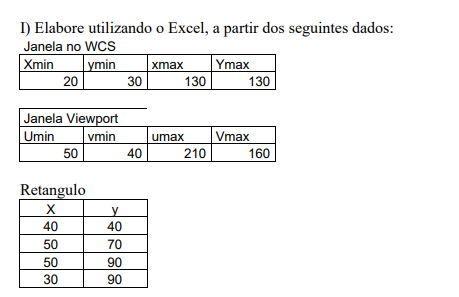 I) Elabore utilizando o Excel, a partir dos seguintes dados:
Janela no WCS
Xmin ymin xmax Ymax
20 30 130 130
Janela Viewport
Umin vmin umax Vmax
50 40 210 160
Retangulo
X y
40 40
50 70
50 90
30 90